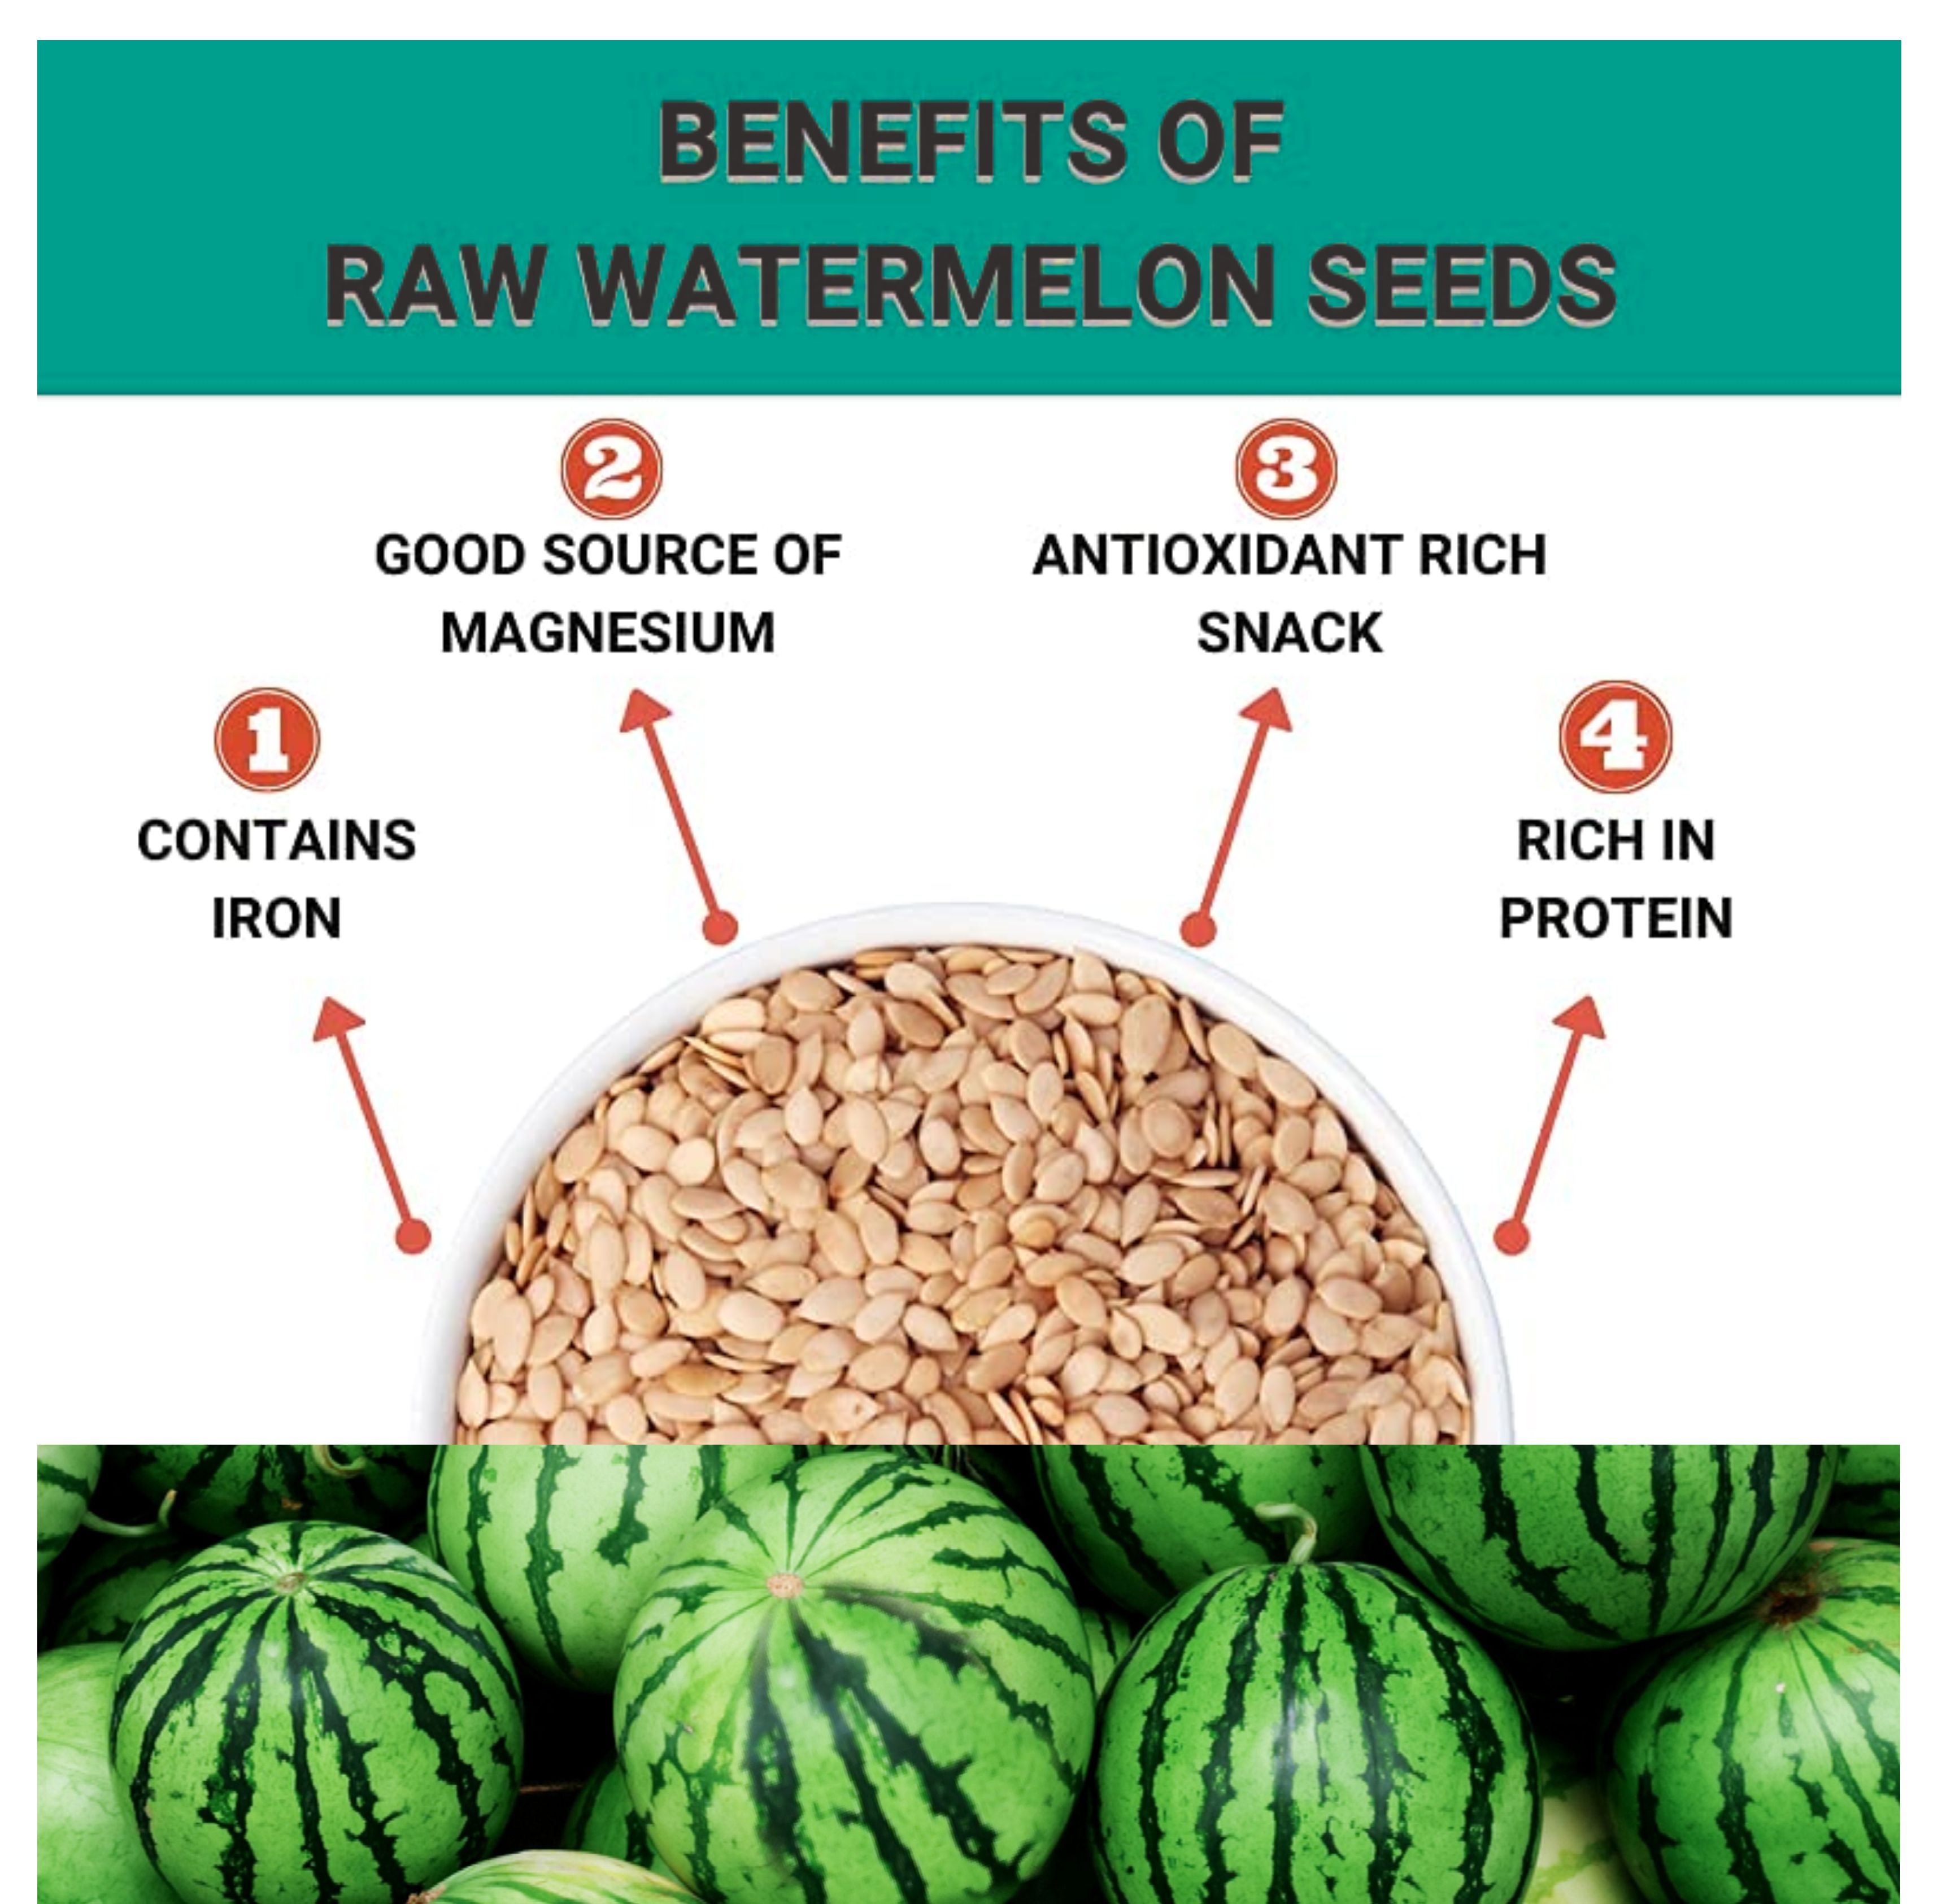 BENEFITS OF
RAW WATERMELON SEEDS
1
CONTAINS
IRON
2
GOOD SOURCE OF
MAGNESIUM
3
ANTIOXIDANT RICH
SNACK
4
RICH IN
PROTEIN